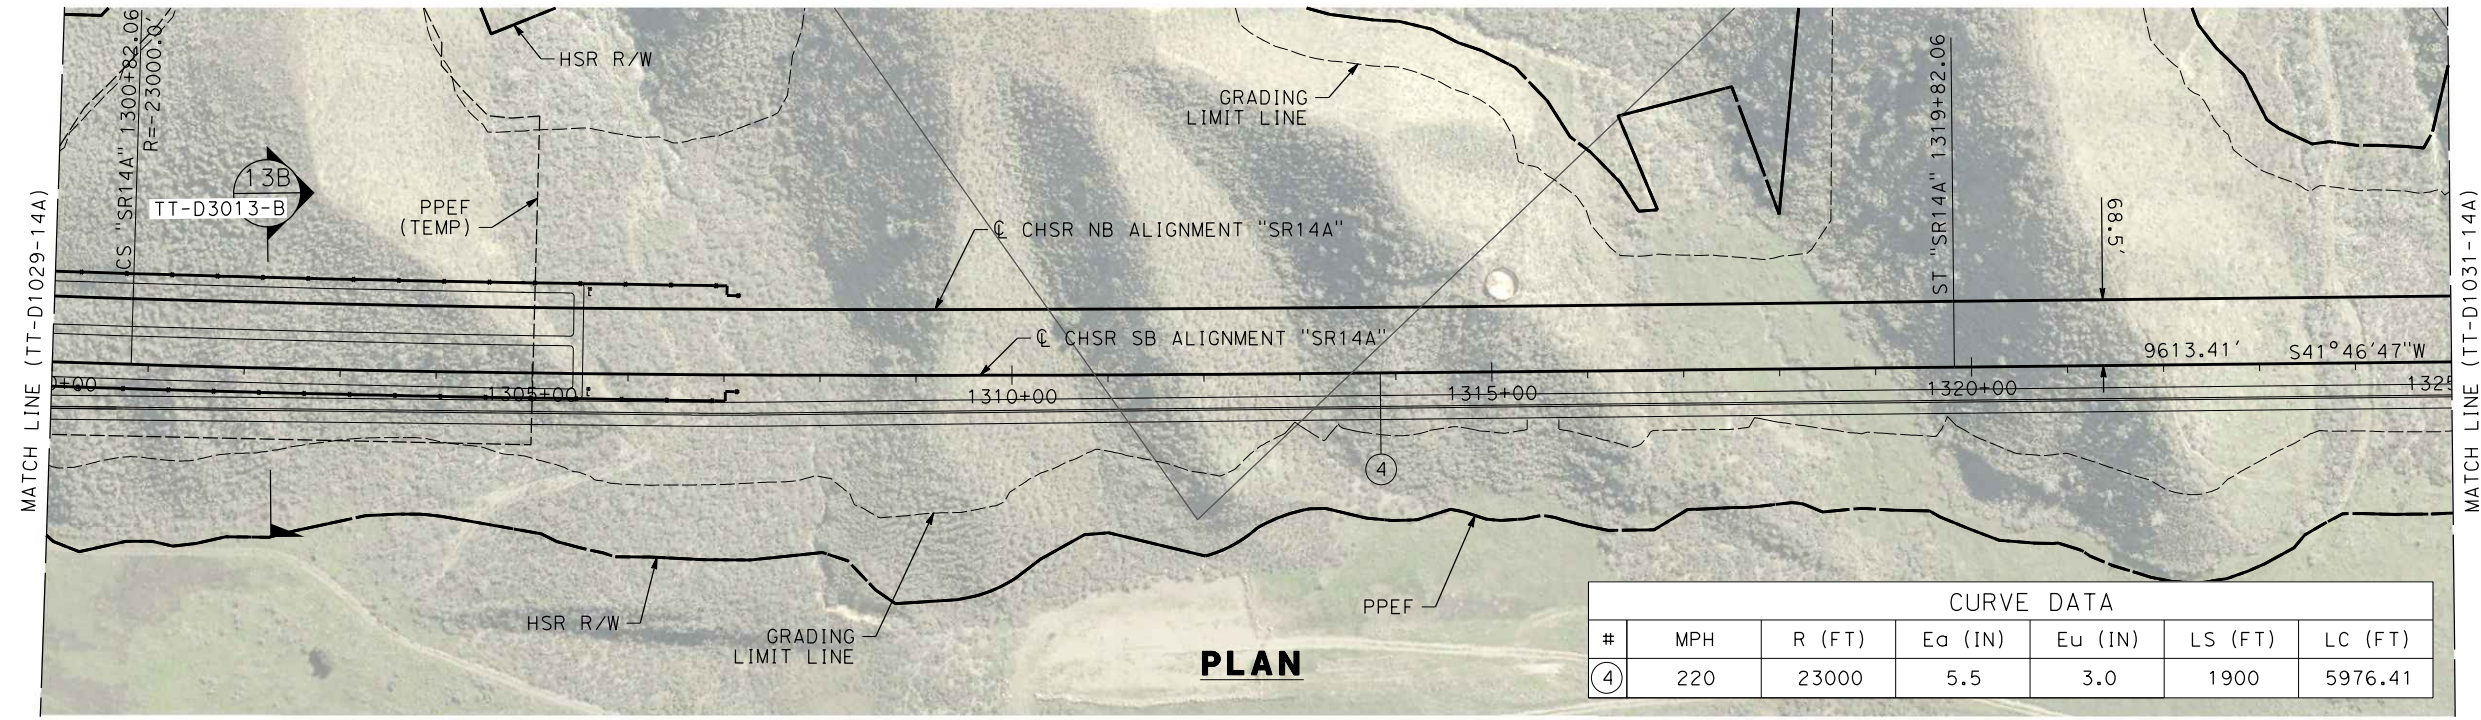 CS "SR14A" 1300+82.06
R=-23000.0'
HSR R/W
GRADING
LIMIT LINE
ST "SR14A" 1319+82.06
13B
TT-D3013-B
PPEF
(TEMP)
℄ CHSR NB ALIGNMENT "SR14A"
68.5'
MATCH LINE (TT-D1029-14A)
MATCH LINE (TT-D1031-14A)
℄ CHSR SB ALIGNMENT "SR14A"
9613.41' S41°46'47"W
0+00
1305+00
1310+00
1315+00
1320+00
1325
4
HSR R/W
GRADING
LIMIT LINE
PPEF
PLAN
CURVE DATA
# MPH R (FT) Ea (IN) Eu (IN) LS (FT) LC (FT)
4 220 23000 5.5 3.0 1900 5976.41